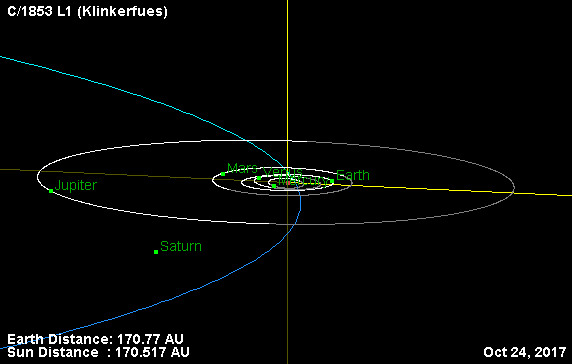 C/1853 L1 (Klinkerfues)
Mars
Venus
Earth
Jupiter
Saturn
Earth Distance: 170.77 AU
Sun Distance : 170.517 AU
Oct 24, 2017